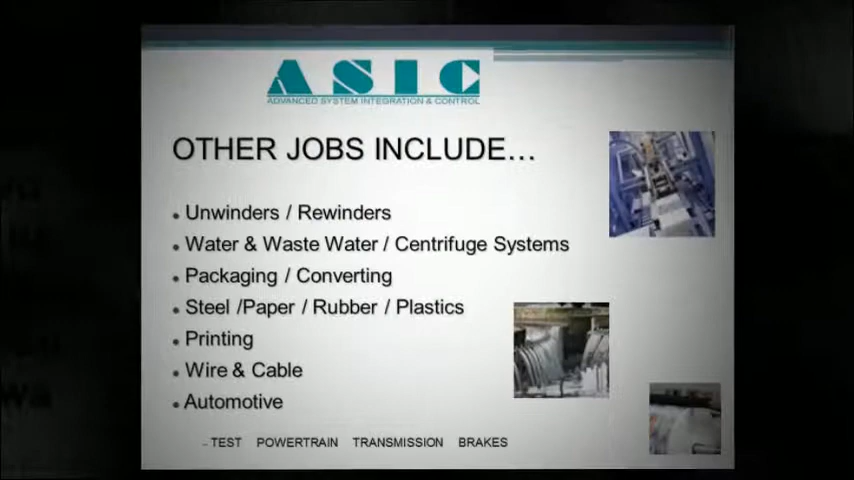 ASIC
ADVANCED SYSTEM INTEGRATION & CONTROL
OTHER JOBS INCLUDE…
• Unwinders / Rewinders
• Water & Waste Water / Centrifuge Systems
• Packaging / Converting
• Steel /Paper / Rubber / Plastics
• Printing
• Wire & Cable
• Automotive
– TEST POWERTRAIN TRANSMISSION BRAKES